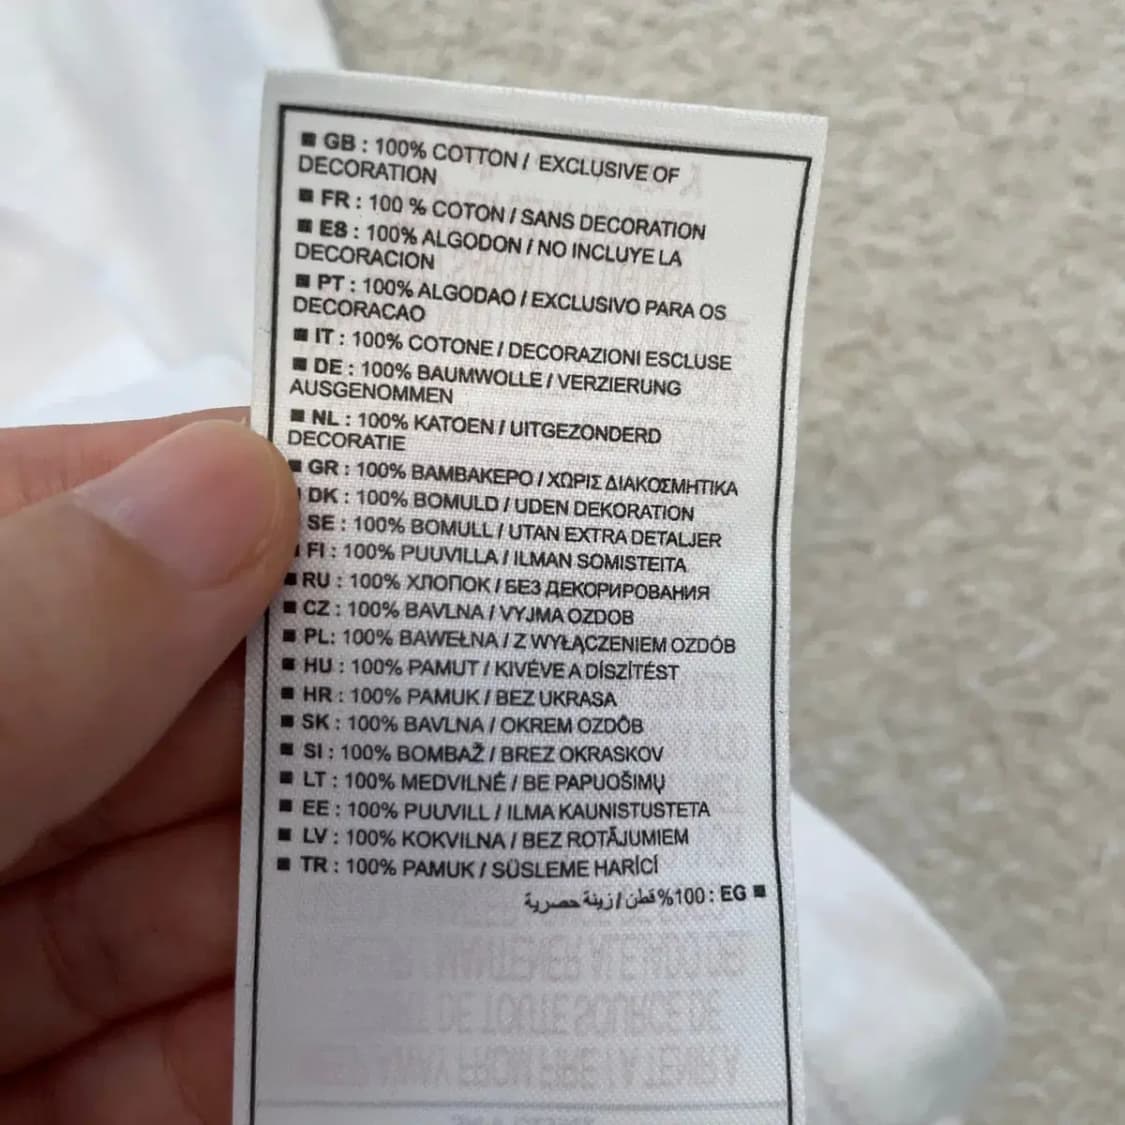 ■ GB : 100% COTTON / EXCLUSIVE OF
DECORATION
■ FR : 100 % COTON / SANS DECORATION
■ ES : 100% ALGODON / NO INCLUYE LA
DECORACION
■ PT : 100% ALGODAO / EXCLUSIVO PARA OS
DECORACAO
■ IT : 100% COTONE / DECORAZIONI ESCLUSE
■ DE : 100% BAUMWOLLE / VERZIERUNG
AUSGENOMMEN
■ NL : 100% KATOEN / UITGEZONDERD
DECORATIE
■ GR : 100% ΒΑΜΒΑΚΕΡΟ / ΧΩΡΙΣ ΔΙΑΚΟΣΜΗΤΙΚΑ
DK : 100% BOMULD / UDEN DEKORATION
SE : 100% BOMULL / UTAN EXTRA DETALJER
FI : 100% PUUVILLA / ILMAN SOMISTEITA
■ RU : 100% ХЛОПОК / БЕЗ ДЕКОРИРОВАНИЯ
■ CZ : 100% BAVLNA / VYJMA OZDOB
■ PL: 100% BAWEŁNA / Z WYŁĄCZENIEM OZDÓB
■ HU : 100% PAMUT / KIVÉVE A DÍSZÍTÉST
■ HR : 100% PAMUK / BEZ UKRASA
■ SK : 100% BAVLNA / OKREM OZDÔB
■ SI : 100% BOMBAŽ / BREZ OKRASKOV
■ LT : 100% MEDVILNÉ / BE PAPUOŠIMŲ
■ EE : 100% PUUVILL / ILMA KAUNISTUSTETA
■ LV : 100% KOKVILNA / BEZ ROTĀJUMIEM
■ TR : 100% PAMUK / SÜSLEME HARİCİ
■ EG : 100% قطن / زينة حصرية